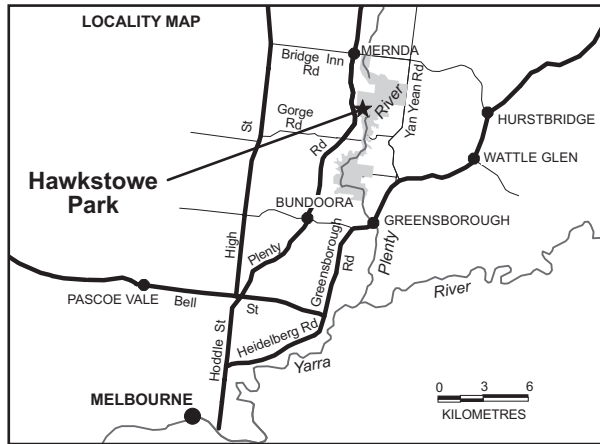 LOCALITY MAP
MERNDA
Bridge Inn
Rd
River
Yan Yean Rd
Gorge
Rd
HURSTBRIDGE
St
Rd
WATTLE GLEN
Hawkstowe
Park
BUNDOORA
GREENSBOROUGH
High
Plenty
Greensborough
Rd
Plenty
PASCOE VALE
Bell
St
River
Hoddle St
Heidelberg Rd
Yarra
MELBOURNE
0 3 6
KILOMETRES